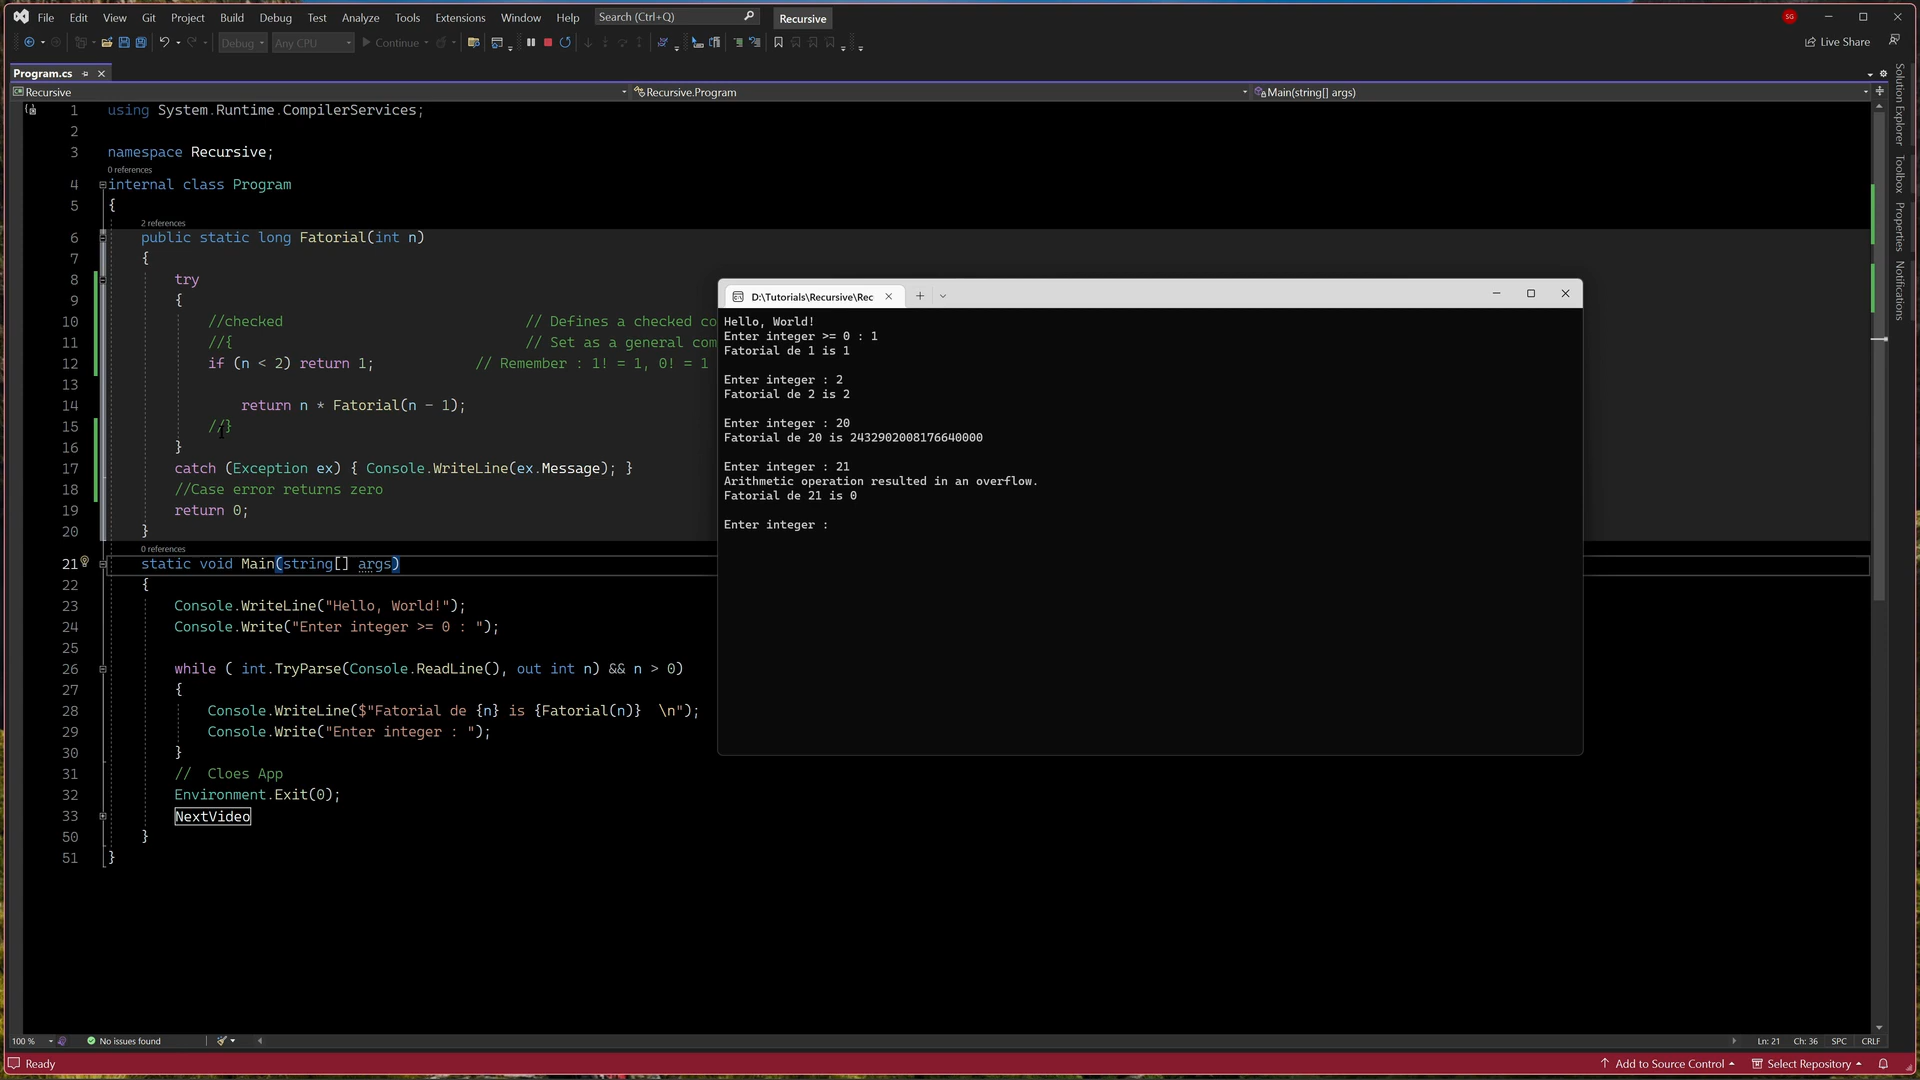 File Edit View Git Project Build Debug Test Analyze Tools Extensions Window Help Search (Ctrl+Q) Recursive SG
Debug Any CPU Continue Live Share
Program.cs
Recursive Recursive.Program Main(string[] args)
Solution Explorer
Toolbox
Properties
Notifications
1 using System.Runtime.CompilerServices;
2
3 namespace Recursive;
0 references
4 internal class Program
5 {
2 references
6 public static long Fatorial(int n)
7 {
8 try
9 {
10 //checked // Defines a checked co
11 //{ // Set as a general com
12 if (n < 2) return 1; // Remember : 1! = 1, 0! = 1
13
14 return n * Fatorial(n - 1);
15 //}
16 }
17 catch (Exception ex) { Console.WriteLine(ex.Message); }
18 //Case error returns zero
19 return 0;
20 }
0 references
21 static void Main(string[] args)
22 {
23 Console.WriteLine("Hello, World!");
24 Console.Write("Enter integer >= 0 : ");
25
26 while ( int.TryParse(Console.ReadLine(), out int n) && n > 0)
27 {
28 Console.WriteLine($"Fatorial de {n} is {Fatorial(n)}  \n");
29 Console.Write("Enter integer : ");
30 }
31 //  Cloes App
32 Environment.Exit(0);
33 NextVideo
50 }
51 }
D:\Tutorials\Recursive\Rec
Hello, World!
Enter integer >= 0 : 1
Fatorial de 1 is 1
Enter integer : 2
Fatorial de 2 is 2
Enter integer : 20
Fatorial de 20 is 2432902008176640000
Enter integer : 21
Arithmetic operation resulted in an overflow.
Fatorial de 21 is 0
Enter integer :
100 % No issues found Ln: 21 Ch: 36 SPC CRLF
Ready Add to Source Control Select Repository